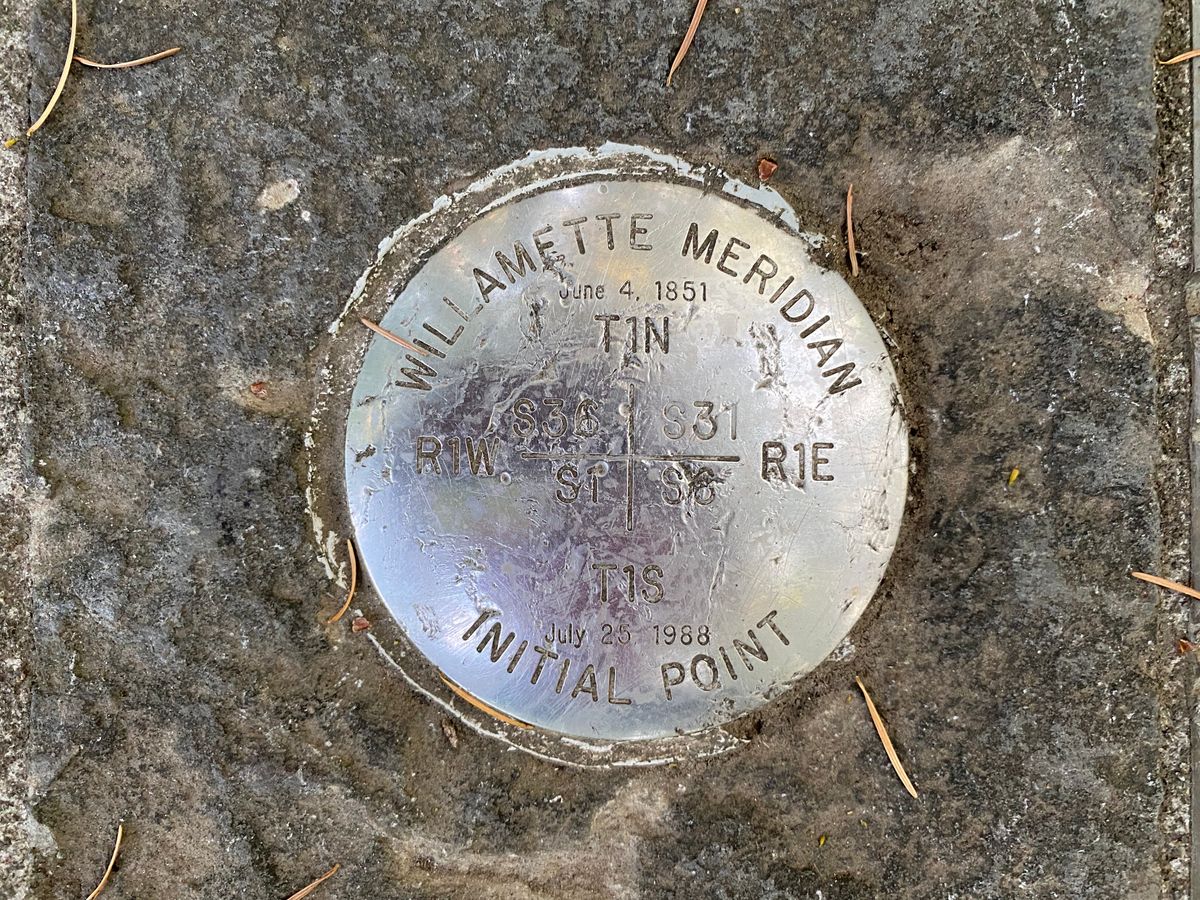 WILLAMETTE MERIDIAN
June 4, 1851
T1N
S36 S31
R1W R1E
S1 S6
T1S
July 25 1988
INITIAL POINT